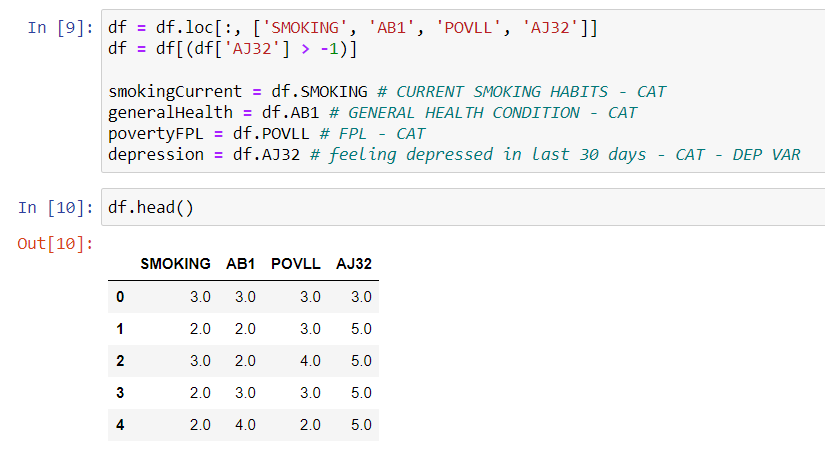 In [9]: df = df.loc[:, ['SMOKING', 'AB1', 'POVLL', 'AJ32']]
df = df[(df['AJ32'] > -1)]
smokingCurrent = df.SMOKING # CURRENT SMOKING HABITS - CAT
generalHealth = df.AB1 # GENERAL HEALTH CONDITION - CAT
povertyFPL = df.POVLL # FPL - CAT
depression = df.AJ32 # feeling depressed in last 30 days - CAT - DEP VAR
In [10]: df.head()
Out[10]:
SMOKING AB1 POVLL AJ32
0 3.0 3.0 3.0 3.0
1 2.0 2.0 3.0 5.0
2 3.0 2.0 4.0 5.0
3 2.0 3.0 3.0 5.0
4 2.0 4.0 2.0 5.0